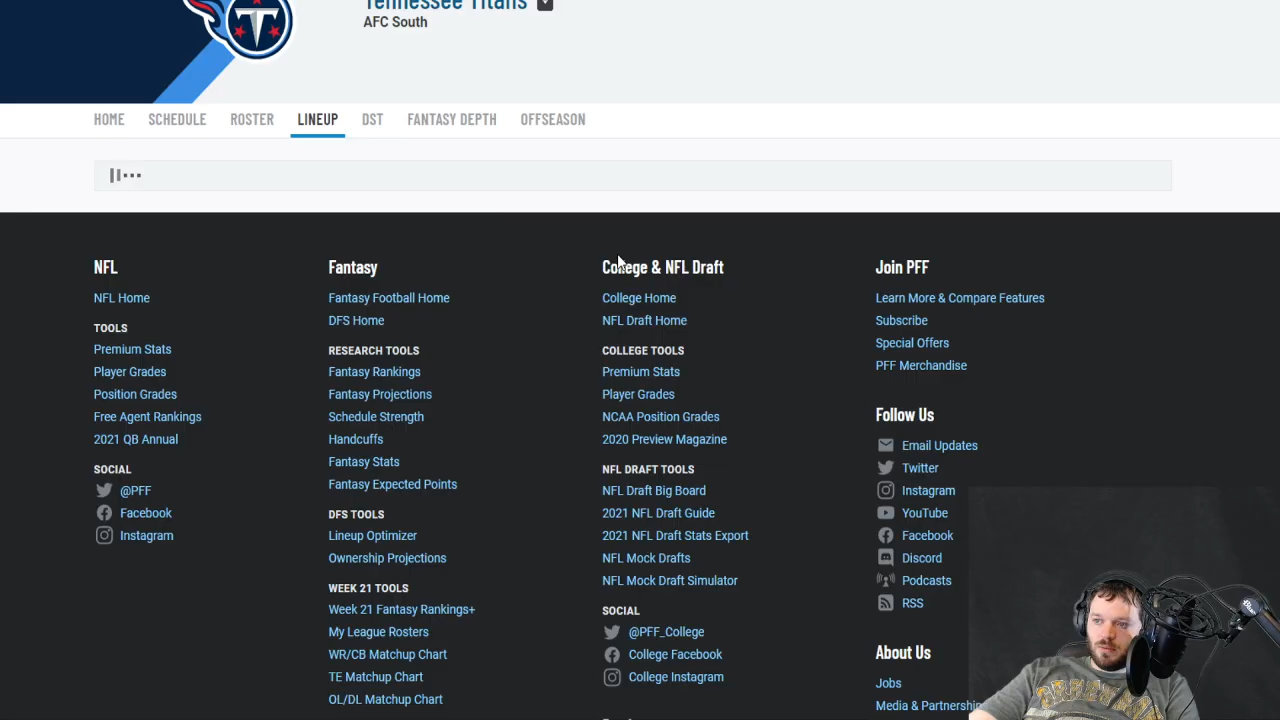 Tennessee Titans
AFC South
HOME SCHEDULE ROSTER LINEUP DST FANTASY DEPTH OFFSEASON
NFL
NFL Home
TOOLS
Premium Stats
Player Grades
Position Grades
Free Agent Rankings
2021 QB Annual
SOCIAL
@PFF
Facebook
Instagram
Fantasy
Fantasy Football Home
DFS Home
RESEARCH TOOLS
Fantasy Rankings
Fantasy Projections
Schedule Strength
Handcuffs
Fantasy Stats
Fantasy Expected Points
DFS TOOLS
Lineup Optimizer
Ownership Projections
WEEK 21 TOOLS
Week 21 Fantasy Rankings+
My League Rosters
WR/CB Matchup Chart
TE Matchup Chart
OL/DL Matchup Chart
College & NFL Draft
College Home
NFL Draft Home
COLLEGE TOOLS
Premium Stats
Player Grades
NCAA Position Grades
2020 Preview Magazine
NFL DRAFT TOOLS
NFL Draft Big Board
2021 NFL Draft Guide
2021 NFL Draft Stats Export
NFL Mock Drafts
NFL Mock Draft Simulator
SOCIAL
@PFF_College
College Facebook
College Instagram
Join PFF
Learn More & Compare Features
Subscribe
Special Offers
PFF Merchandise
Follow Us
Email Updates
Twitter
Instagram
YouTube
Facebook
Discord
Podcasts
RSS
About Us
Jobs
Media & Partnership